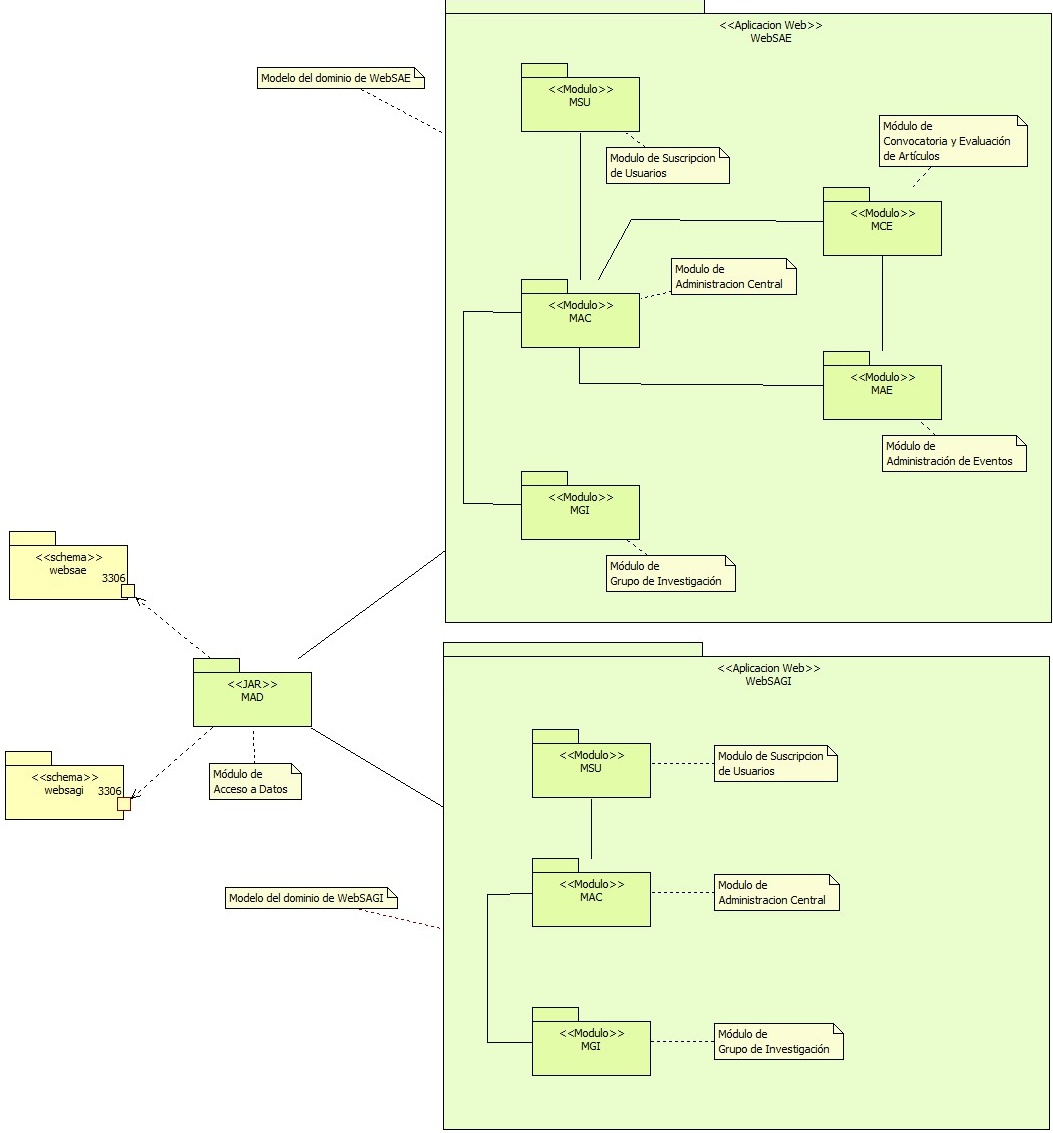 <<Aplicacion Web>>
WebSAE
Modelo del dominio de WebSAE
<<Modulo>>
MSU
Modulo de Suscripcion
de Usuarios
Módulo de
Convocatoria y Evaluación
de Artículos
<<Modulo>>
MCE
Modulo de
Administracion Central
<<Modulo>>
MAC
<<Modulo>>
MAE
Módulo de
Administración de Eventos
<<Modulo>>
MGI
Módulo de
Grupo de Investigación
<<schema>>
websae
3306
<<JAR>>
MAD
Módulo de
Acceso a Datos
<<schema>>
websagi
3306
<<Aplicacion Web>>
WebSAGI
<<Modulo>>
MSU
Modulo de Suscripcion
de Usuarios
Modelo del dominio de WebSAGI
<<Modulo>>
MAC
Modulo de
Administracion Central
<<Modulo>>
MGI
Módulo de
Grupo de Investigación